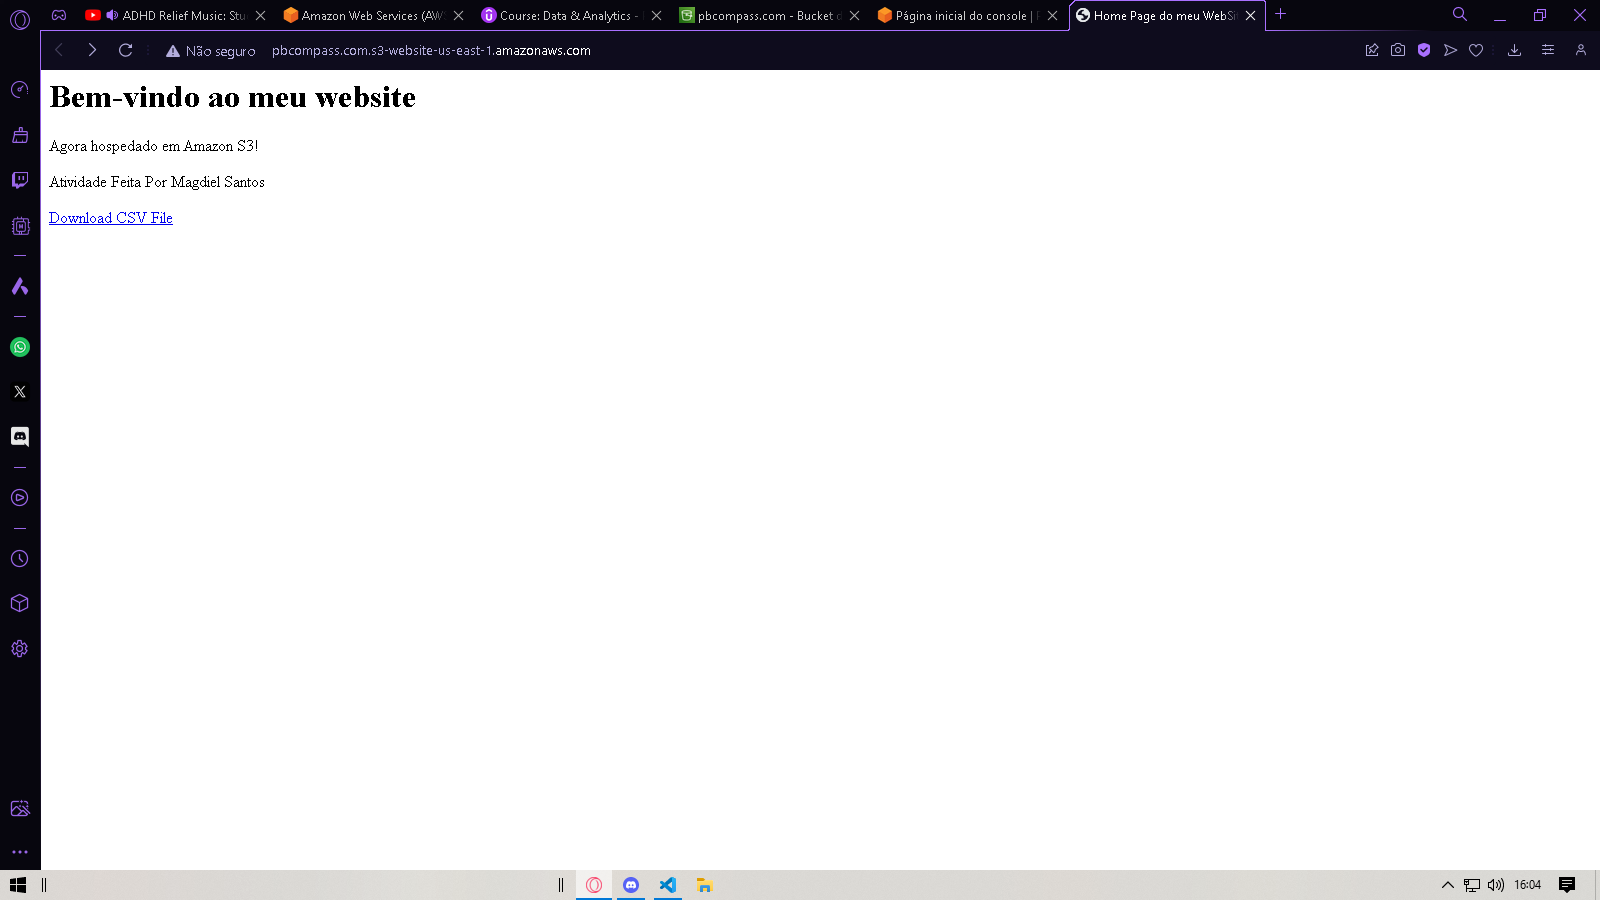 ADHD Relief Music: Stu
Amazon Web Services (AW
Course: Data & Analytics -
pbcompass.com - Bucket d
Página inicial do console |
Home Page do meu WebSi
Não seguro
pbcompass.com.s3-website-us-east-1.amazonaws.com
Bem-vindo ao meu website
Agora hospedado em Amazon S3!
Atividade Feita Por Magdiel Santos
Download CSV File
16:04